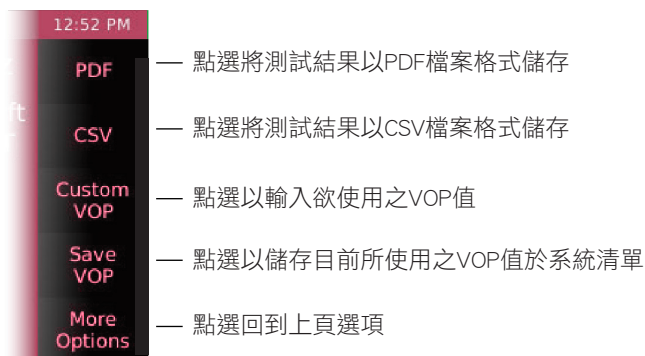 12:52 PM
PDF — 點選將測試結果以PDF檔案格式儲存
ft
CSV — 點選將測試結果以CSV檔案格式儲存
Custom
VOP — 點選以輸入欲使用之VOP值
Save
VOP — 點選以儲存目前所使用之VOP值於系統清單
More
Options — 點選回到上頁選項